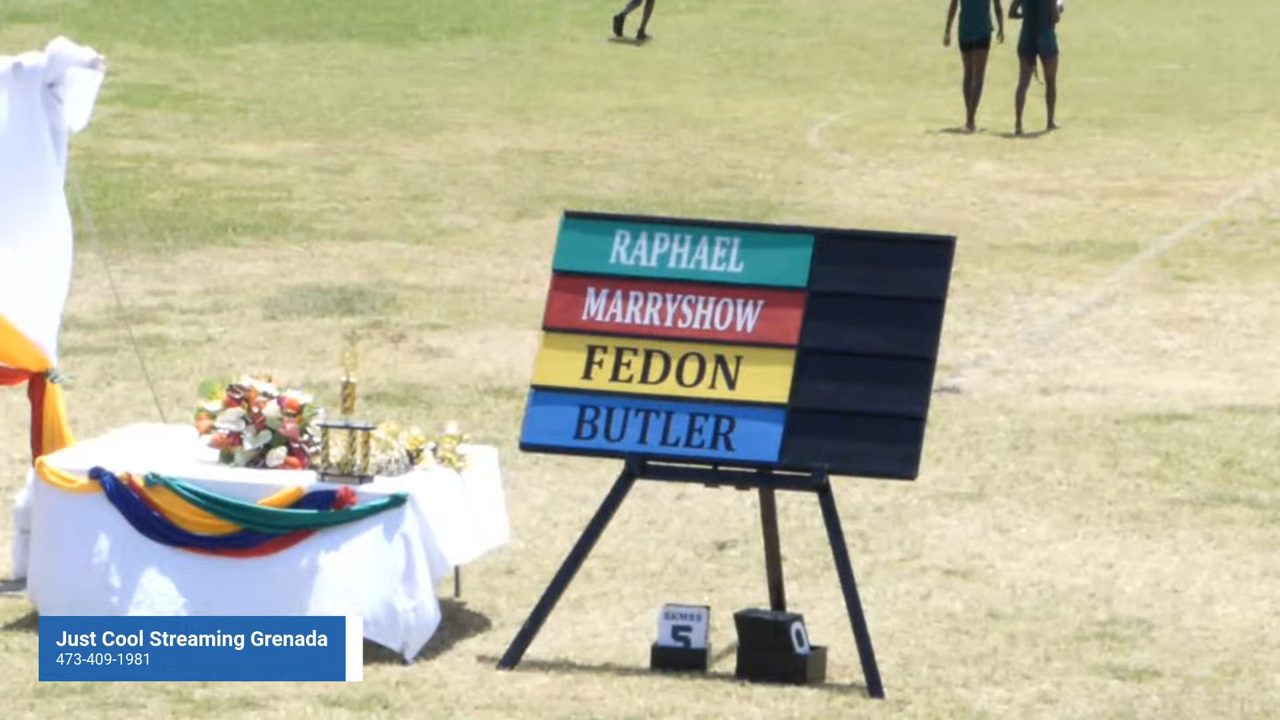 RAPHAEL
MARRYSHOW
FEDON
BUTLER
5
0
Just Cool Streaming Grenada
473-409-1981